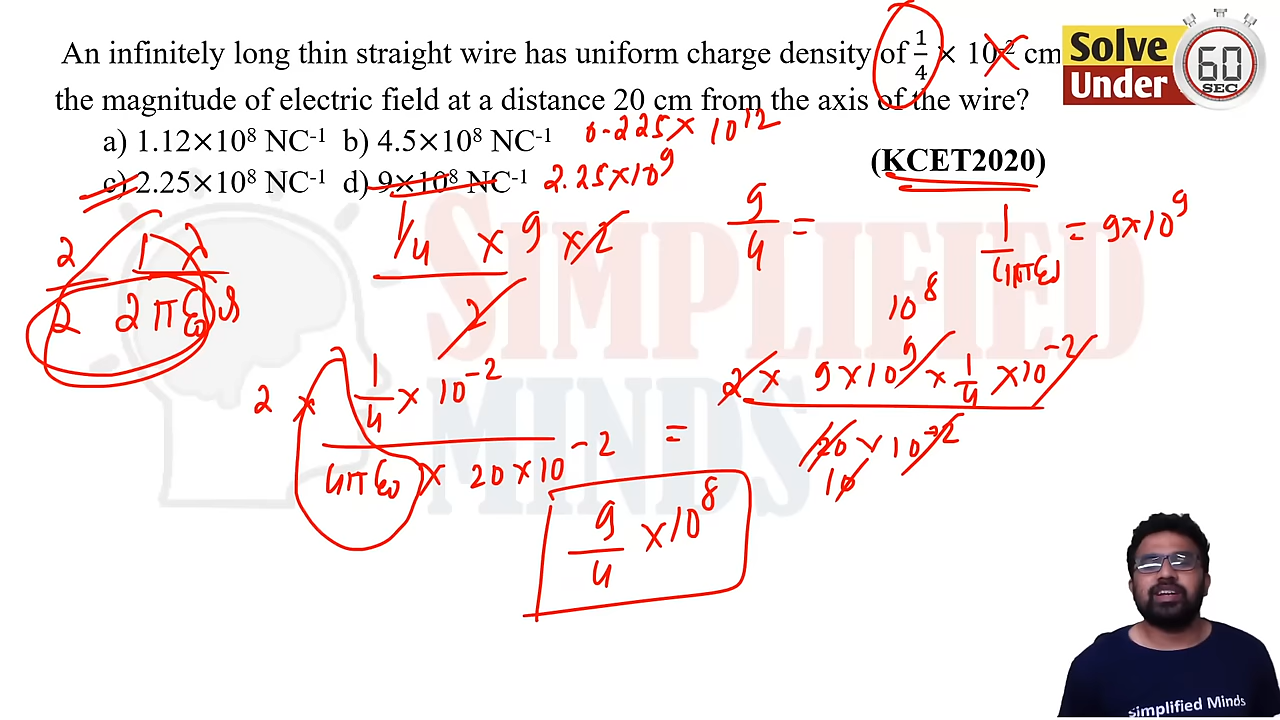 An infinitely long thin straight wire has uniform charge density of 1/4 × 10⁻² cm
the magnitude of electric field at a distance 20 cm from the axis of the wire?
a) 1.12×10⁸ NC⁻¹ b) 4.5×10⁸ NC⁻¹
c) 2.25×10⁸ NC⁻¹ d) 9×10⁸ NC⁻¹
(KCET2020)
Solve
Under
60
SEC
0.225 × 10¹²
2.25×10⁹
2/2 1 λ/2πε₀r
1/4 × 9 × 2
2
9/4 =
1/4πε₀ = 9×10⁹
10⁸
2 × 1/4 × 10⁻² / 4πε₀ × 20×10⁻² =
2 × 9×10⁹ × 1/4 ×10⁻²
20 × 10⁻²
10
9/4 ×10⁸
SIMPLIFIED
MINDS
Simplified Minds